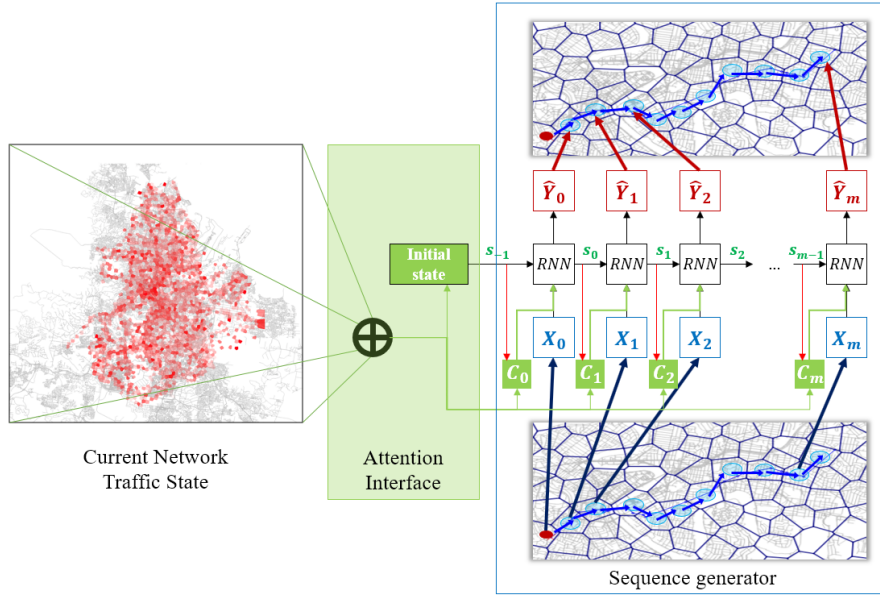 Ŷ₀ Ŷ₁ Ŷ₂ Ŷₘ
Initial
state
s₋₁ s₀ s₁ s₂ ... sₘ₋₁
RNN RNN RNN RNN
X₀ X₁ X₂ Xₘ
C₀ C₁ C₂ Cₘ
Current Network
Traffic State
Attention
Interface
Sequence generator